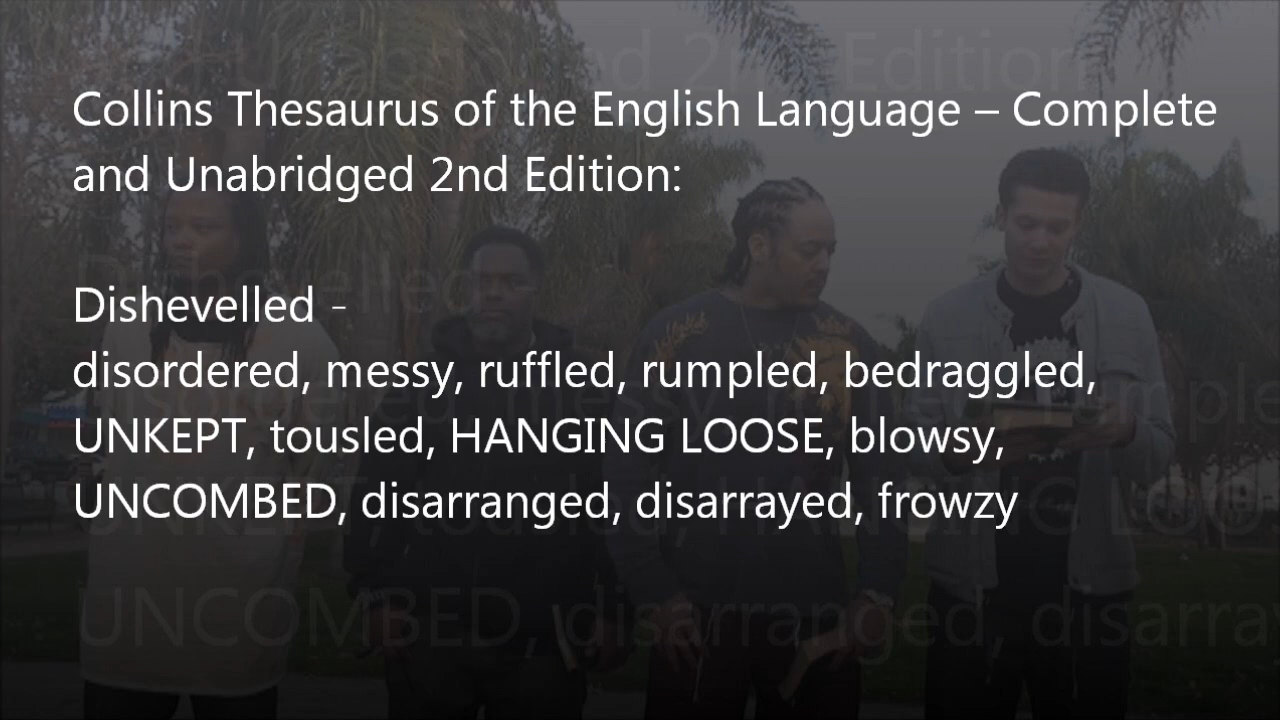 Collins Thesaurus of the English Language – Complete
and Unabridged 2nd Edition:
Dishevelled -
disordered, messy, ruffled, rumpled, bedraggled,
UNKEPT, tousled, HANGING LOOSE, blowsy,
UNCOMBED, disarranged, disarrayed, frowzy